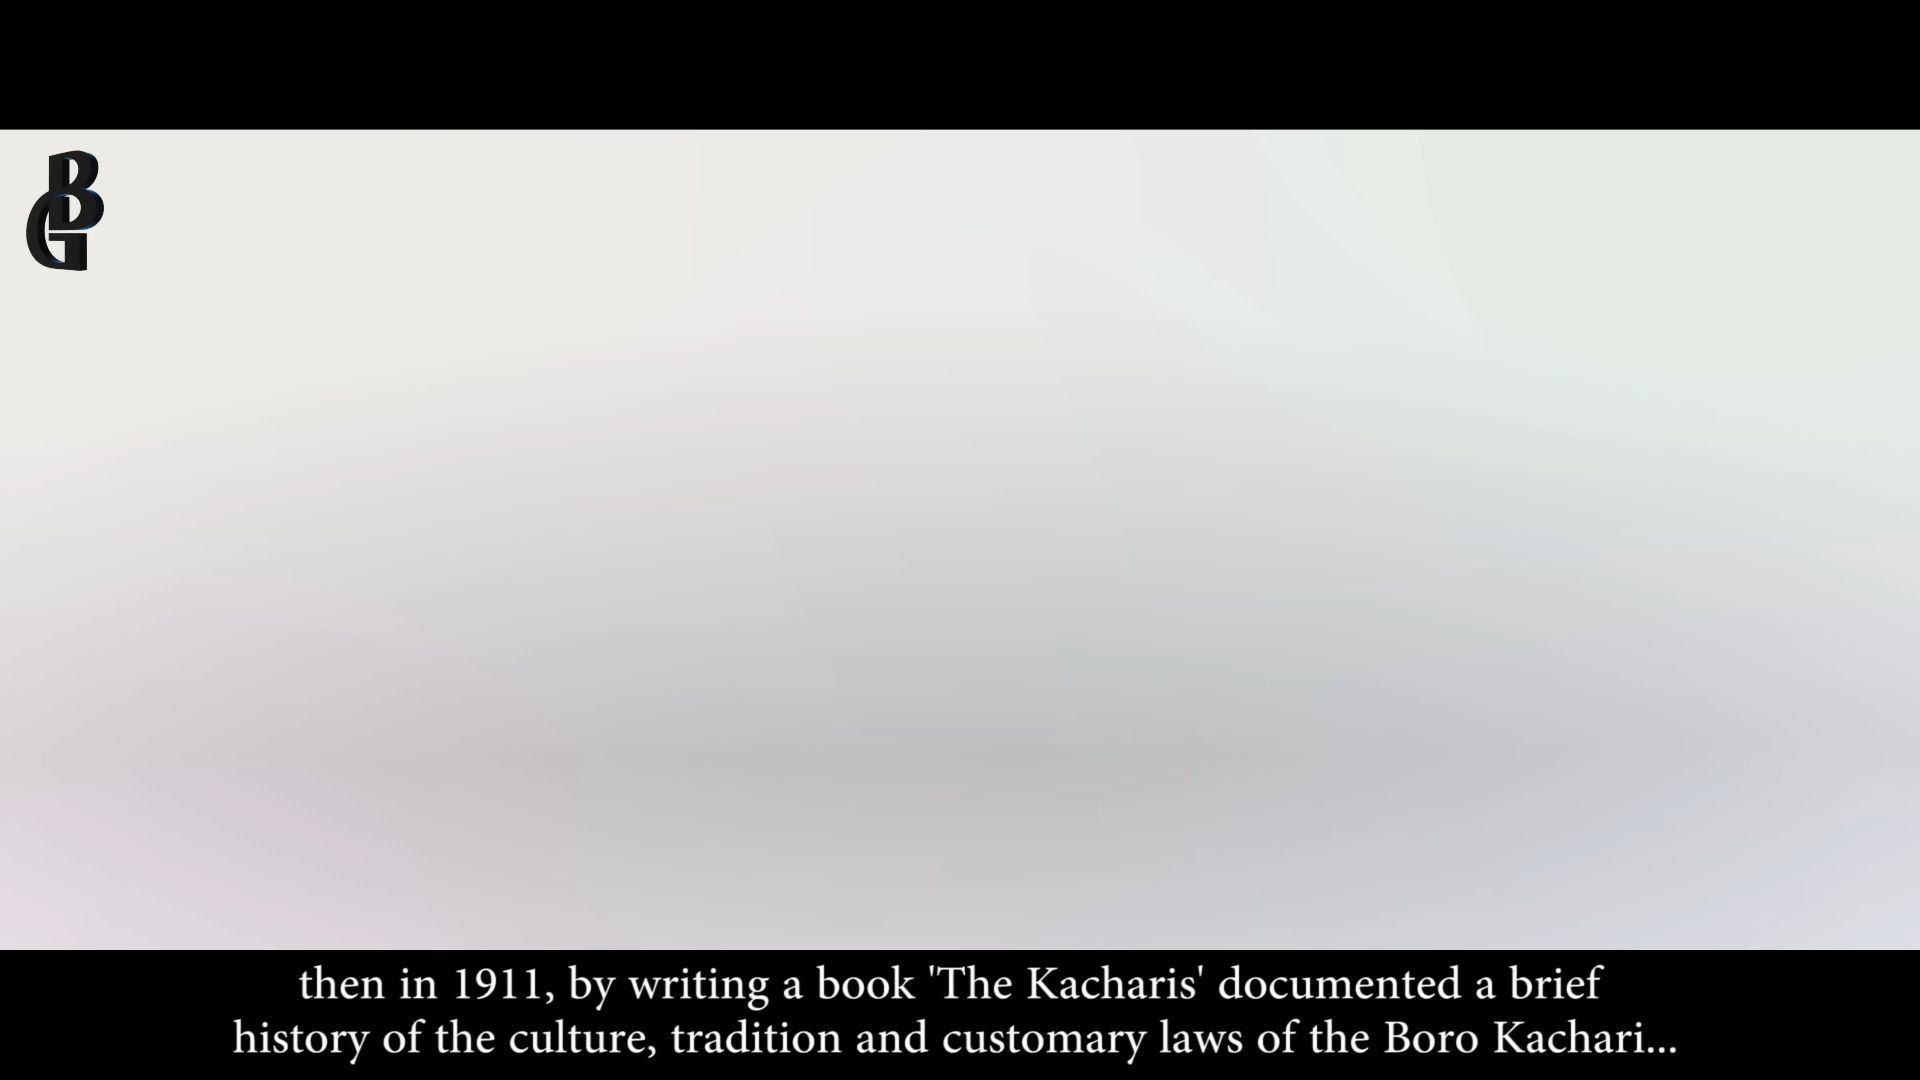 BG
then in 1911, by writing a book 'The Kacharis' documented a brief
history of the culture, tradition and customary laws of the Boro Kachari...